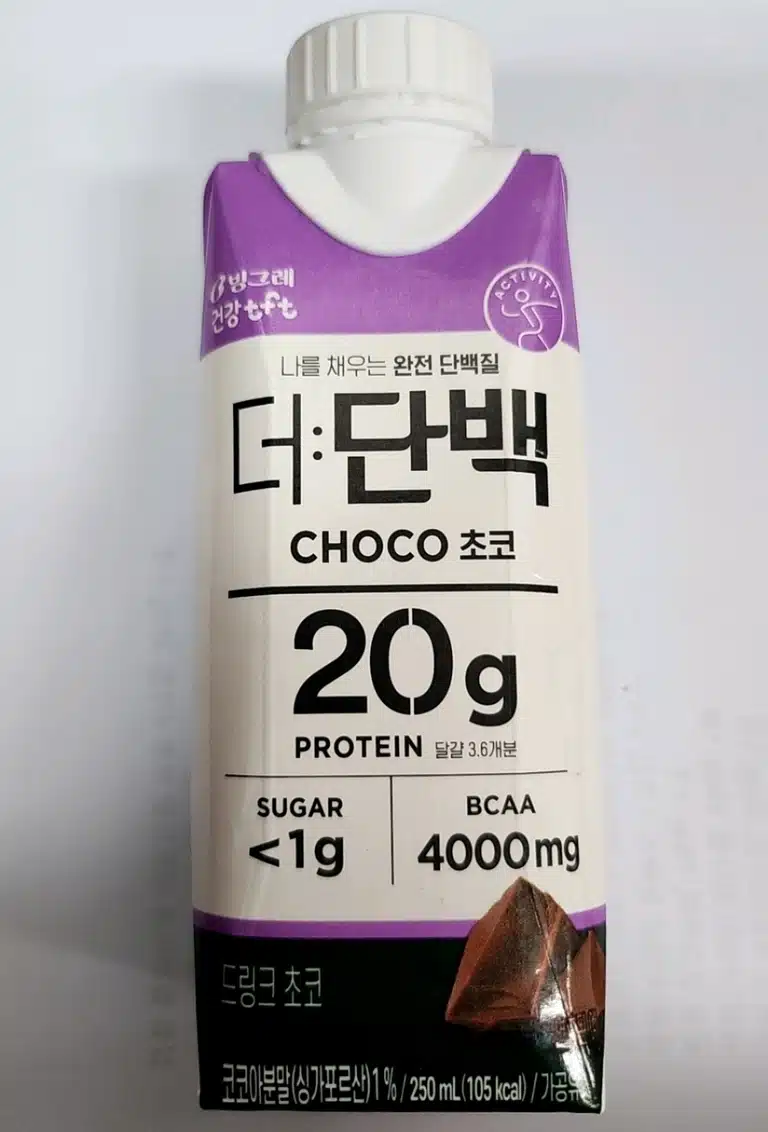 빙그레
건강 tft
ACTIVITY
나를 채우는 완전 단백질
더:단백
CHOCO 초코
20g
PROTEIN 달걀 3.6개분
SUGAR BCAA
<1g 4000mg
드링크 초코
코코아분말(싱가포르산)1% / 250 mL(105 kcal) / 가공유